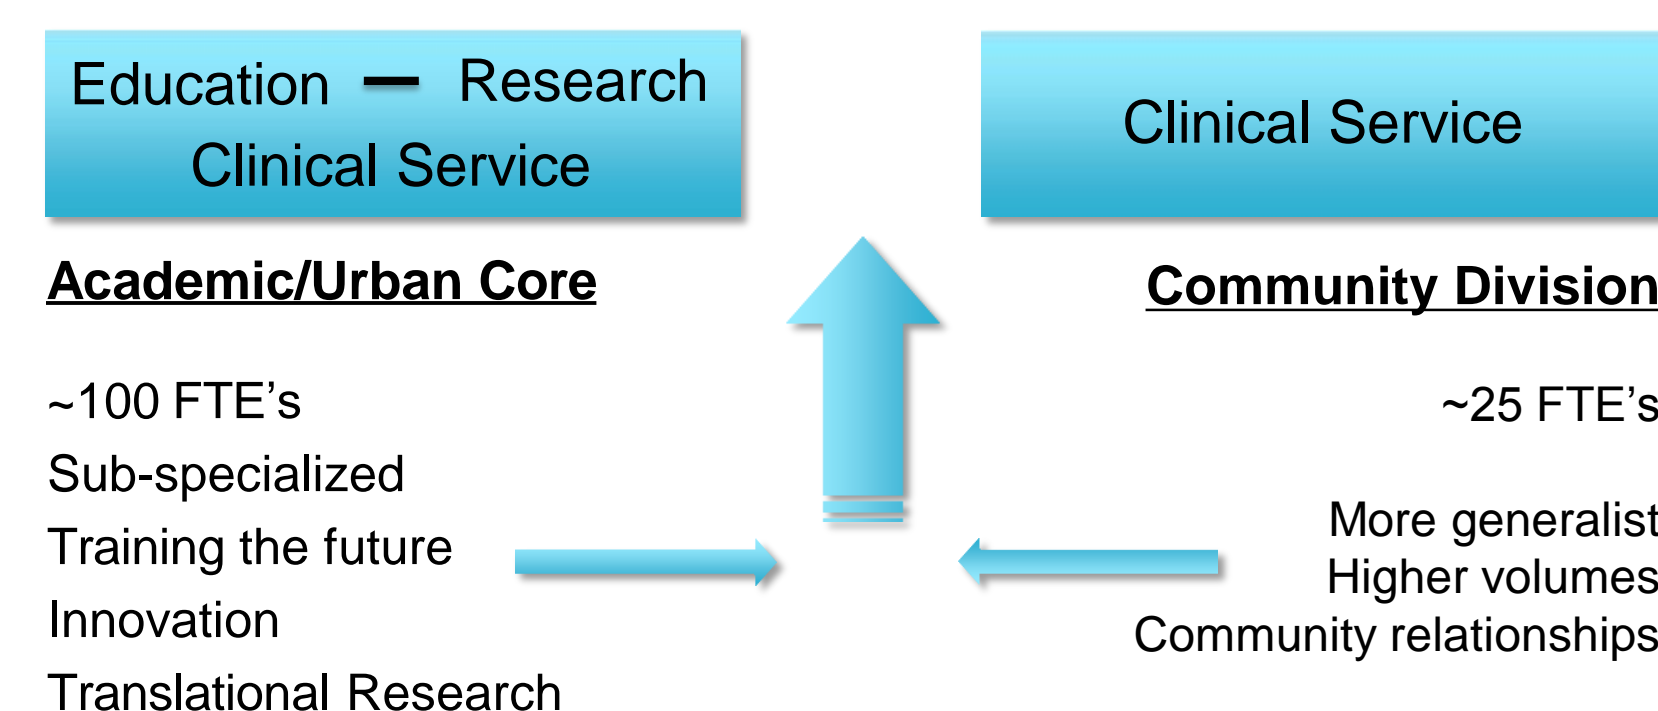 Education – Research
Clinical Service
Clinical Service
Academic/Urban Core
~100 FTE’s
Sub-specialized
Training the future
Innovation
Translational Research
Community Division
~25 FTE’s
More generalist
Higher volumes
Community relationships